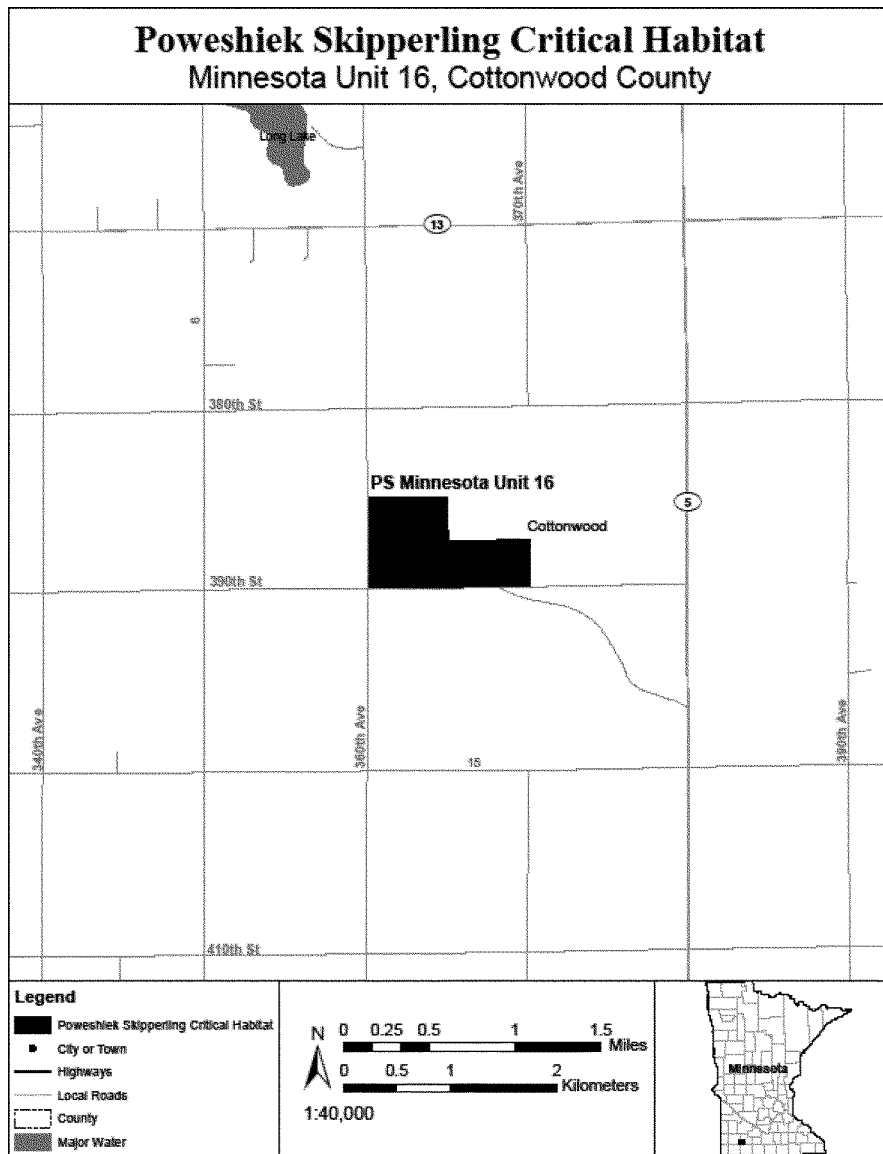 Poweshiek Skipperling Critical Habitat
Minnesota Unit 16, Cottonwood County
Long Lake
370th Ave
13
6
380th St
PS Minnesota Unit 16
5
Cottonwood
390th St
340th Ave
360th Ave
15
390th Ave
410th St
Legend
Poweshiek Skipperling Critical Habitat
City or Town
Highways
Local Roads
County
Major Water
N
0 0.25 0.5 1 1.5
Miles
0 0.5 1 2
Kilometers
1:40,000
Minnesota